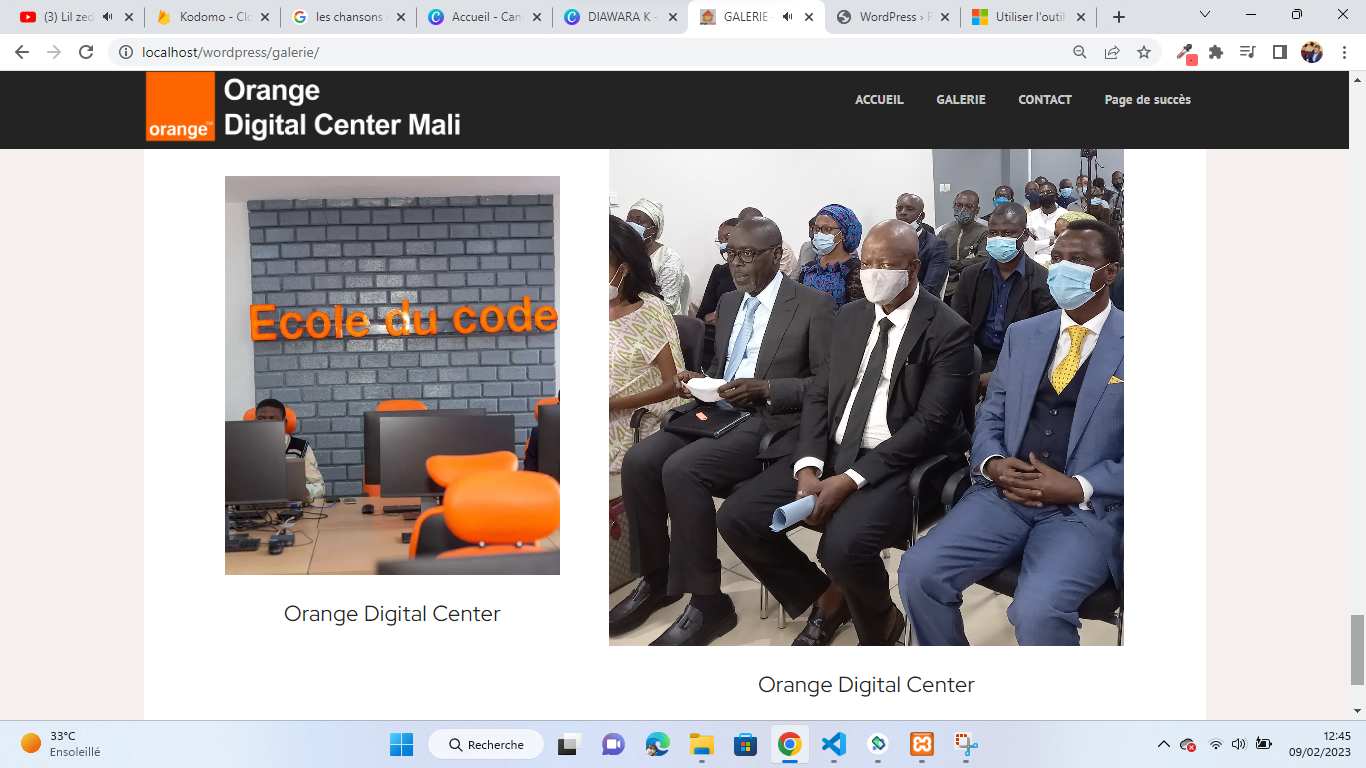 (3) Lil zed
Kodomo - Clo
les chansons
Accueil - Can
DIAWARA K -
GALERIE
WordPress › F
Utiliser l'outil
localhost/wordpress/galerie/
orange™
Orange
Digital Center Mali
ACCUEIL
GALERIE
CONTACT
Page de succès
Ecole du code
Orange Digital Center
Orange Digital Center
33°C
Ensoleillé
Recherche
12:45
09/02/2023